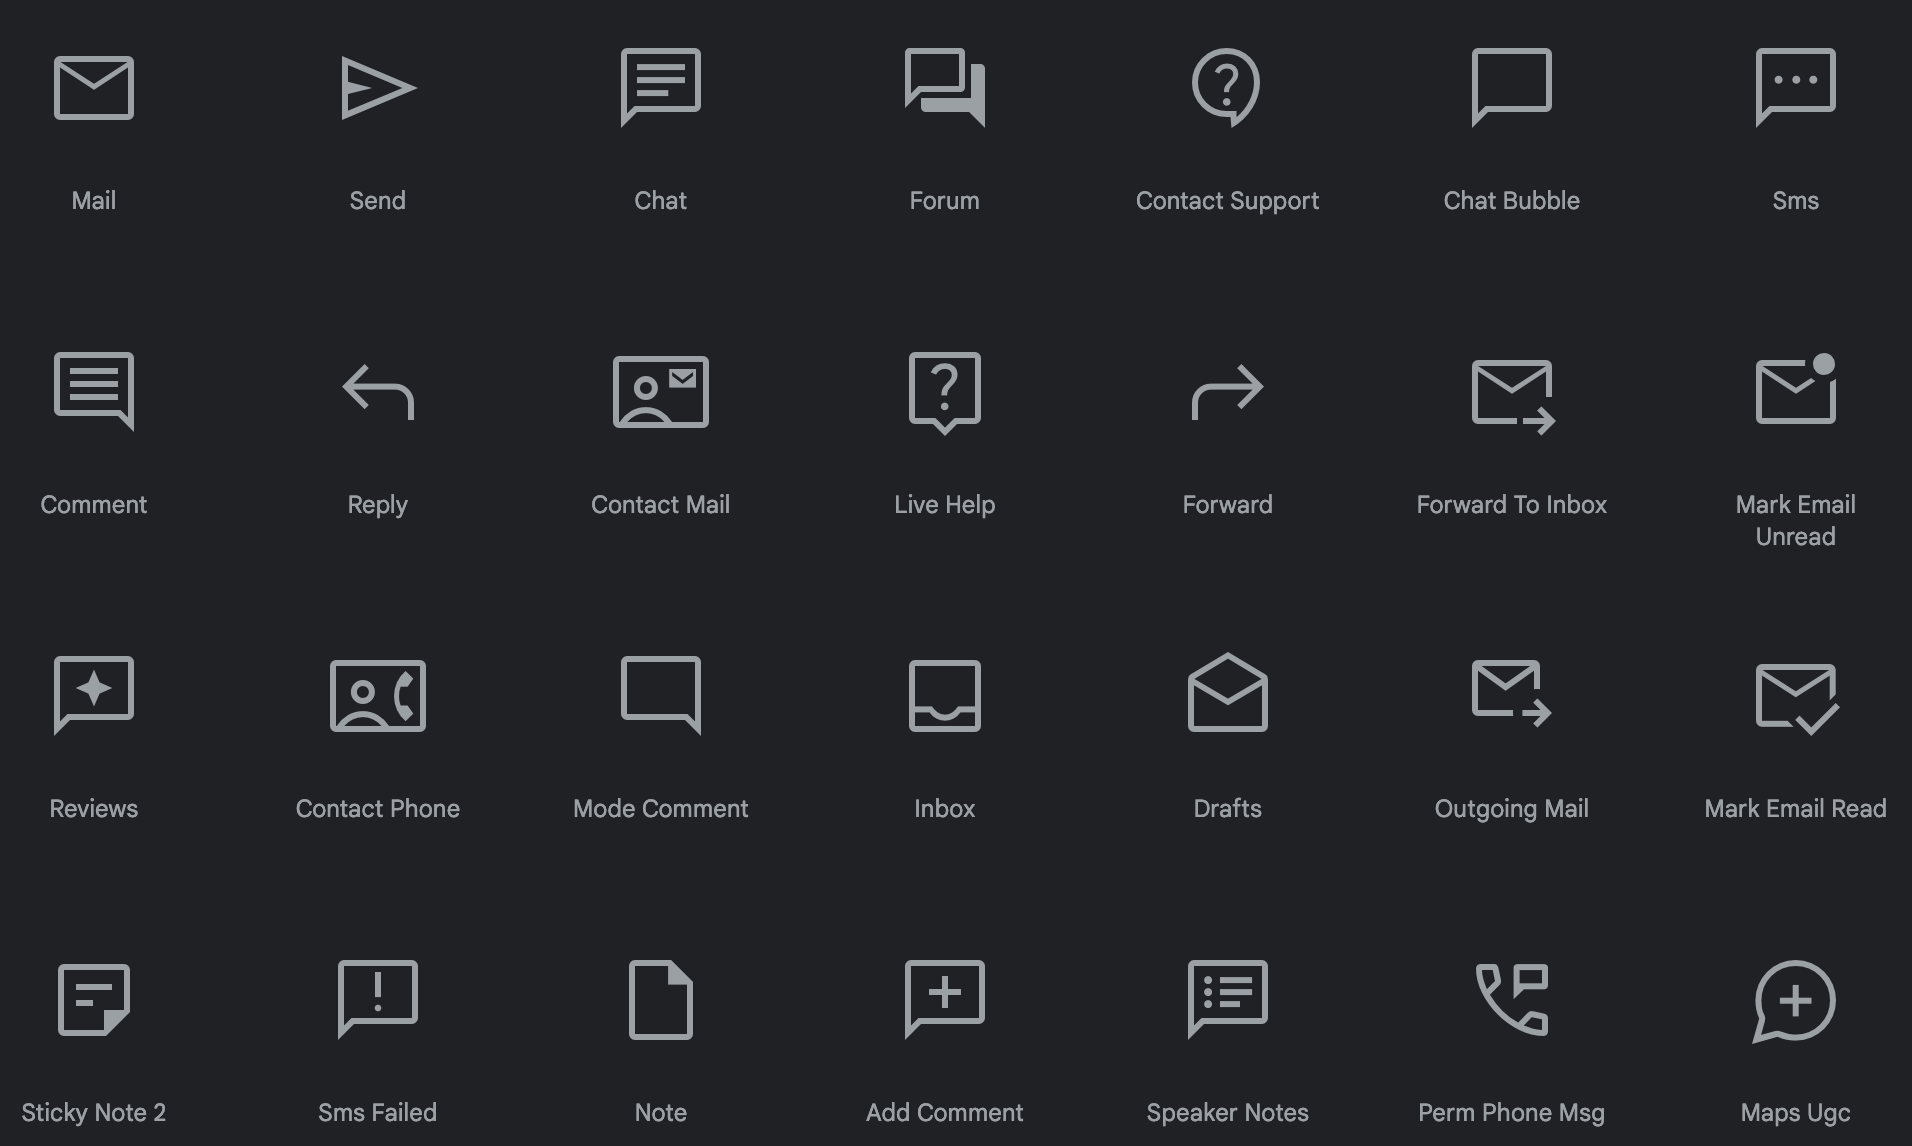 Mail
Send
Chat
Forum
Contact Support
Chat Bubble
Sms
Comment
Reply
Contact Mail
Live Help
Forward
Forward To Inbox
Mark Email
Unread
Reviews
Contact Phone
Mode Comment
Inbox
Drafts
Outgoing Mail
Mark Email Read
Sticky Note 2
Sms Failed
Note
Add Comment
Speaker Notes
Perm Phone Msg
Maps Ugc